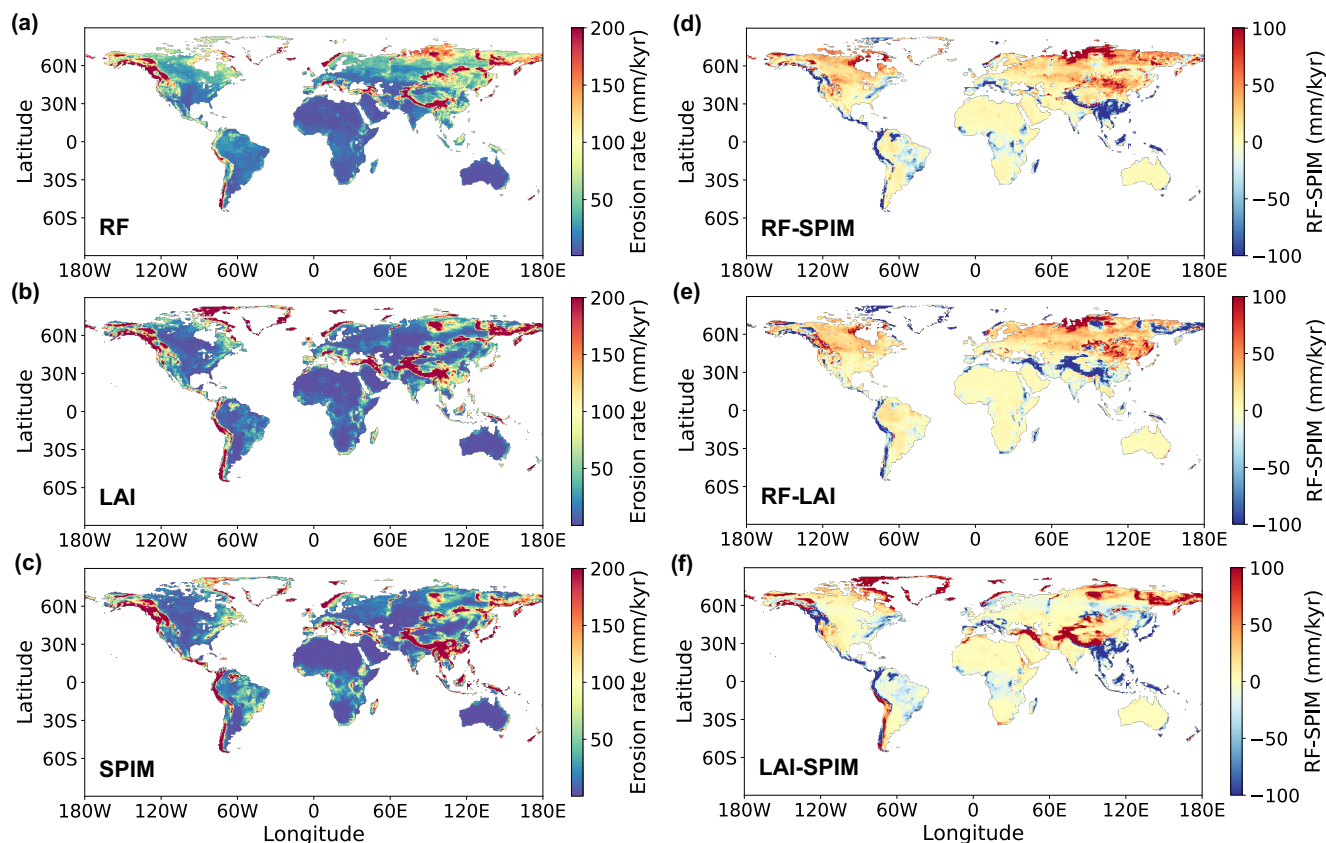 (a)
Latitude
60N
30N
0
30S
60S
RF
180W 120W 60W 0 60E 120E 180E
200
150
100
50
Erosion rate (mm/kyr)
(d)
Latitude
60N
30N
0
30S
60S
RF-SPIM
180W 120W 60W 0 60E 120E 180E
100
50
0
−50
−100
RF-SPIM (mm/kyr)
(b)
Latitude
60N
30N
0
30S
60S
LAI
180W 120W 60W 0 60E 120E 180E
200
150
100
50
Erosion rate (mm/kyr)
(e)
Latitude
60N
30N
0
30S
60S
RF-LAI
180W 120W 60W 0 60E 120E 180E
100
50
0
−50
−100
RF-SPIM (mm/kyr)
(c)
Latitude
60N
30N
0
30S
60S
SPIM
180W 120W 60W 0 60E 120E 180E
Longitude
200
150
100
50
Erosion rate (mm/kyr)
(f)
Latitude
60N
30N
0
30S
60S
LAI-SPIM
180W 120W 60W 0 60E 120E 180E
Longitude
100
50
0
−50
−100
RF-SPIM (mm/kyr)